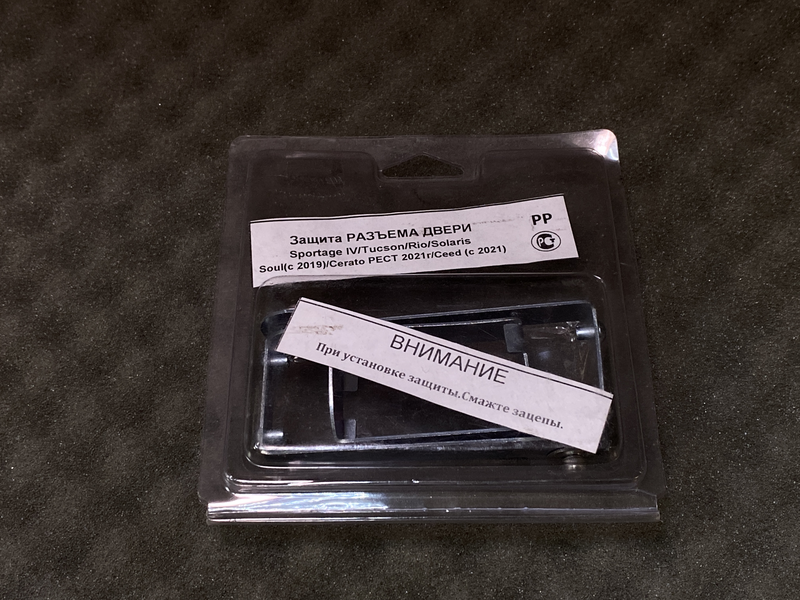 Защита РАЗЪЕМА ДВЕРИ
PP
Sportage IV/Tucson/Rio/Solaris
Soul(с 2019)/Cerato РЕСТ 2021г/Ceed (с 2021)
ВНИМАНИЕ
При установке защиты.Смажте зацепы.